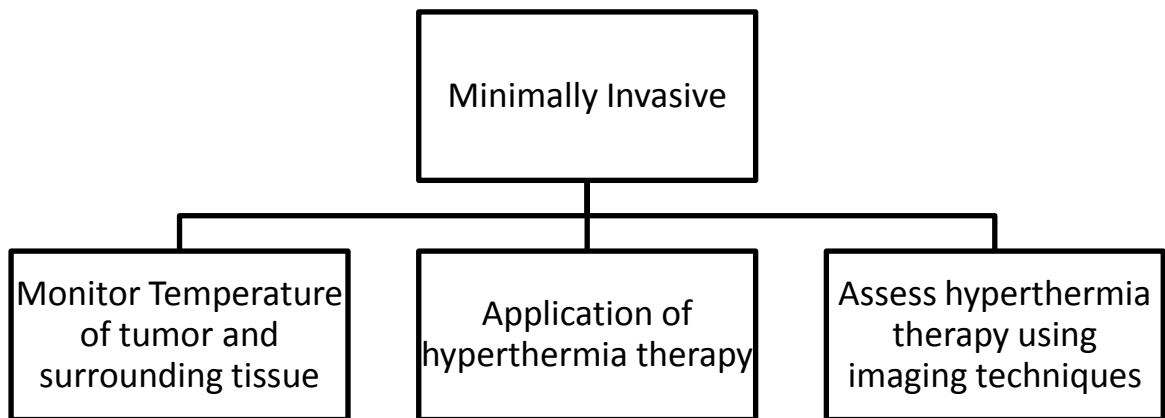 Minimally Invasive
Monitor Temperature
of tumor and
surrounding tissue
Application of
hyperthermia therapy
Assess hyperthermia
therapy using
imaging techniques